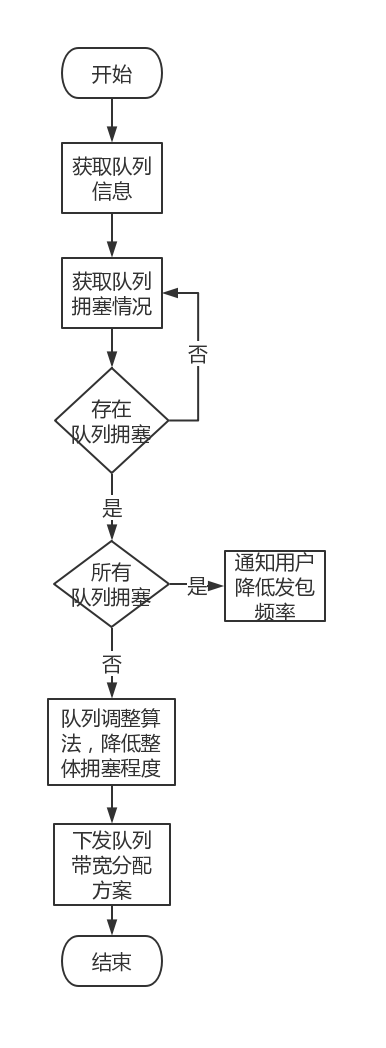 开始
获取队列
信息
获取队列
拥塞情况
否
存在
队列拥塞
是
所有
队列拥塞
是
通知用户
降低发包
频率
否
队列调整算
法，降低整
体拥塞程度
下发队列
带宽分配
方案
结束